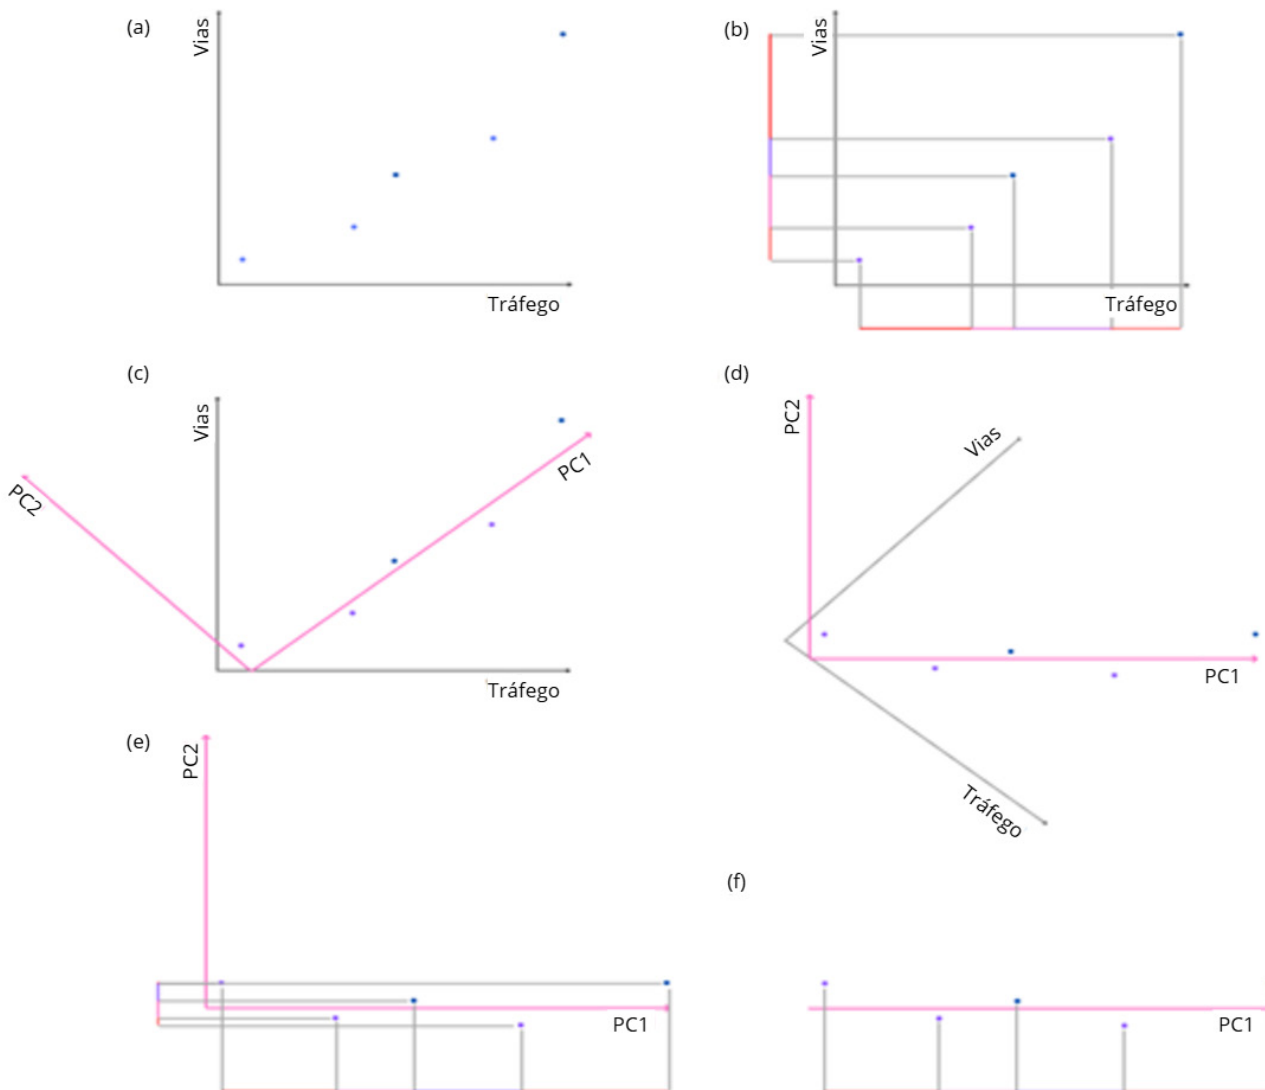 (a)
Vias
Tráfego
(b)
Vias
Tráfego
(c)
Vias
PC1
PC2
Tráfego
(d)
PC2
Vias
PC1
Tráfego
(e)
PC2
PC1
(f)
PC1